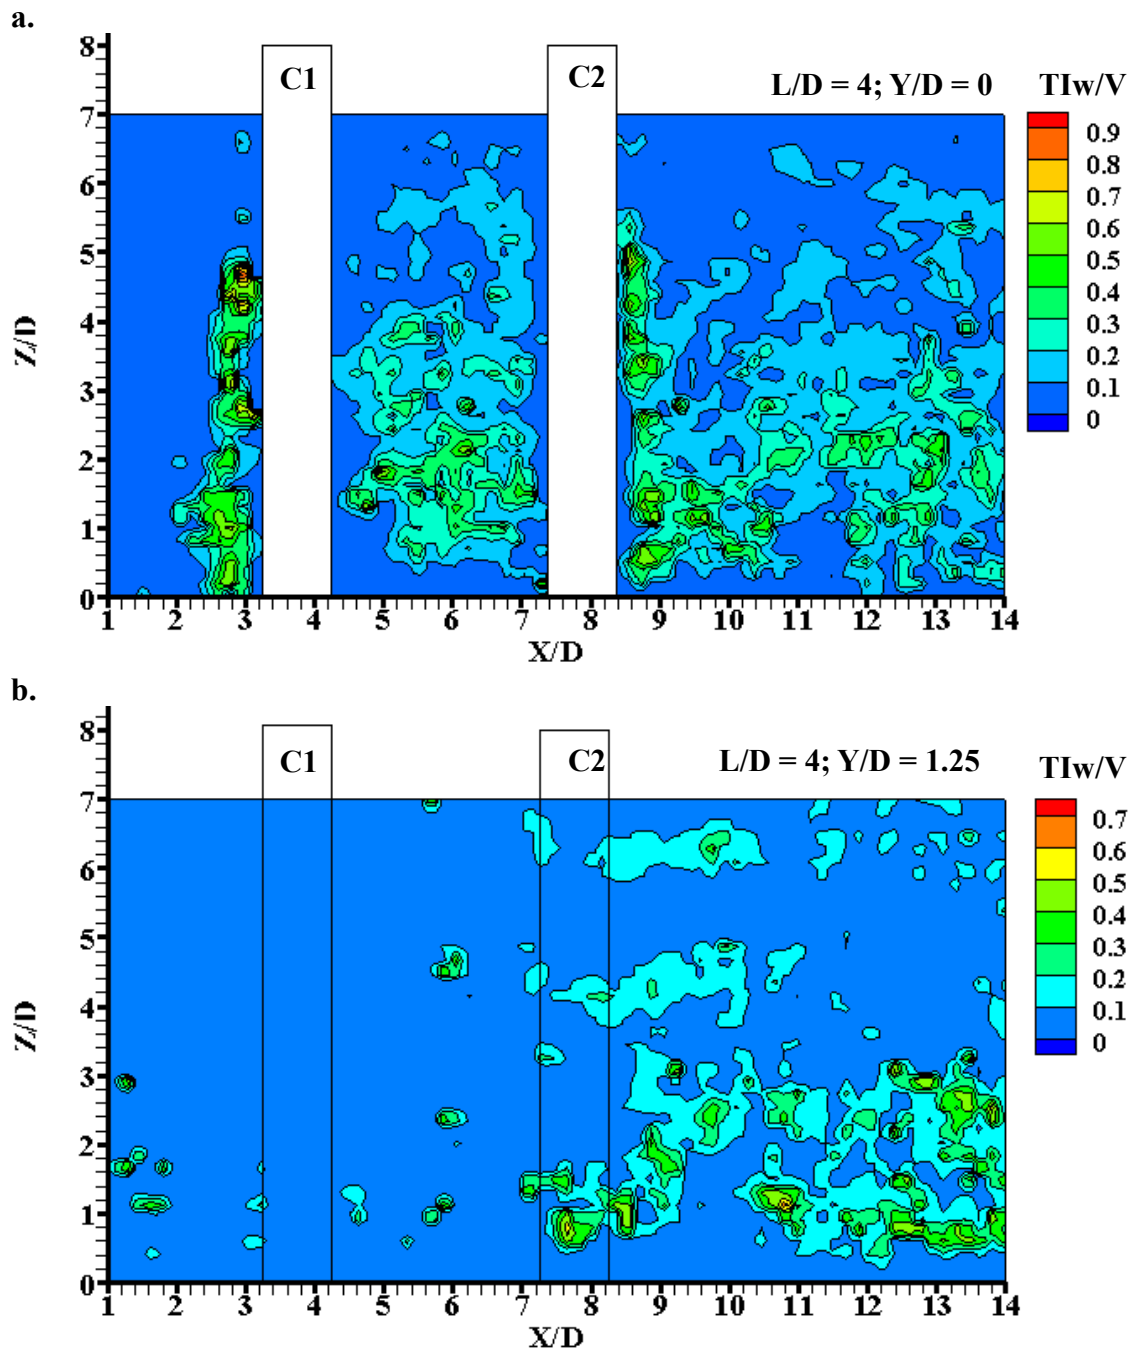 a.
C1
C2
L/D = 4; Y/D = 0
TIw/V
8
7
6
5
4
3
2
1
0
Z/D
0.9
0.8
0.7
0.6
0.5
0.4
0.3
0.2
0.1
0
1 2 3 4 5 6 7 8 9 10 11 12 13 14
X/D
b.
C1
C2
L/D = 4; Y/D = 1.25
TIw/V
8
7
6
5
4
3
2
1
0
Z/D
0.7
0.6
0.5
0.4
0.3
0.2
0.1
0
1 2 3 4 5 6 7 8 9 10 11 12 13 14
X/D